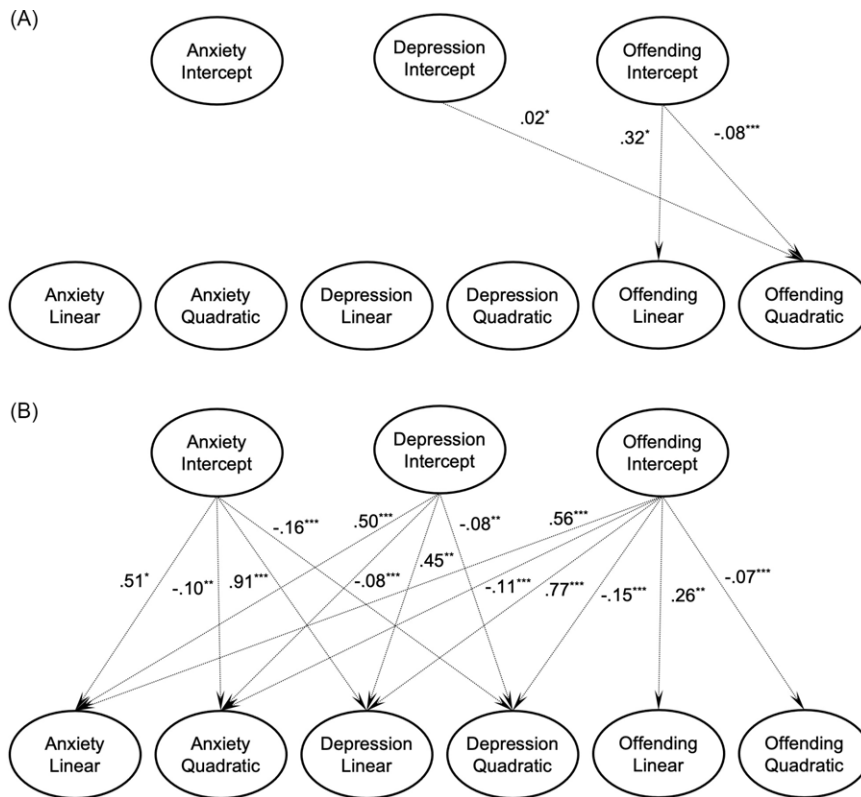 (A)
Anxiety
Intercept
Depression
Intercept
Offending
Intercept
.02*
.32*
-.08***
Anxiety
Linear
Anxiety
Quadratic
Depression
Linear
Depression
Quadratic
Offending
Linear
Offending
Quadratic
(B)
Anxiety
Intercept
Depression
Intercept
Offending
Intercept
-.16***
.50***
-.08**
.56***
.51*
-.10**
.91***
-.08***
.45**
-.11***
.77***
-.15***
.26**
-.07***
Anxiety
Linear
Anxiety
Quadratic
Depression
Linear
Depression
Quadratic
Offending
Linear
Offending
Quadratic